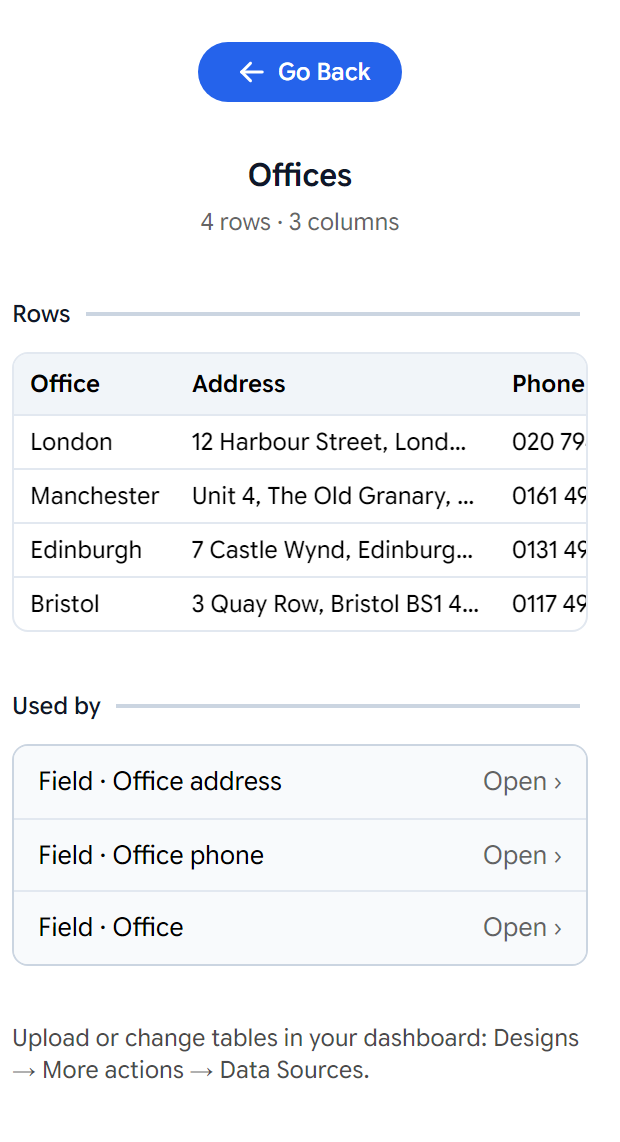 ← Go Back
Offices
4 rows · 3 columns
Rows
Office Address Phone
London 12 Harbour Street, Lond... 020 79
Manchester Unit 4, The Old Granary, ... 0161 49
Edinburgh 7 Castle Wynd, Edinburg... 0131 49
Bristol 3 Quay Row, Bristol BS1 4... 0117 49
Used by
Field · Office address Open ›
Field · Office phone Open ›
Field · Office Open ›
Upload or change tables in your dashboard: Designs
→ More actions → Data Sources.